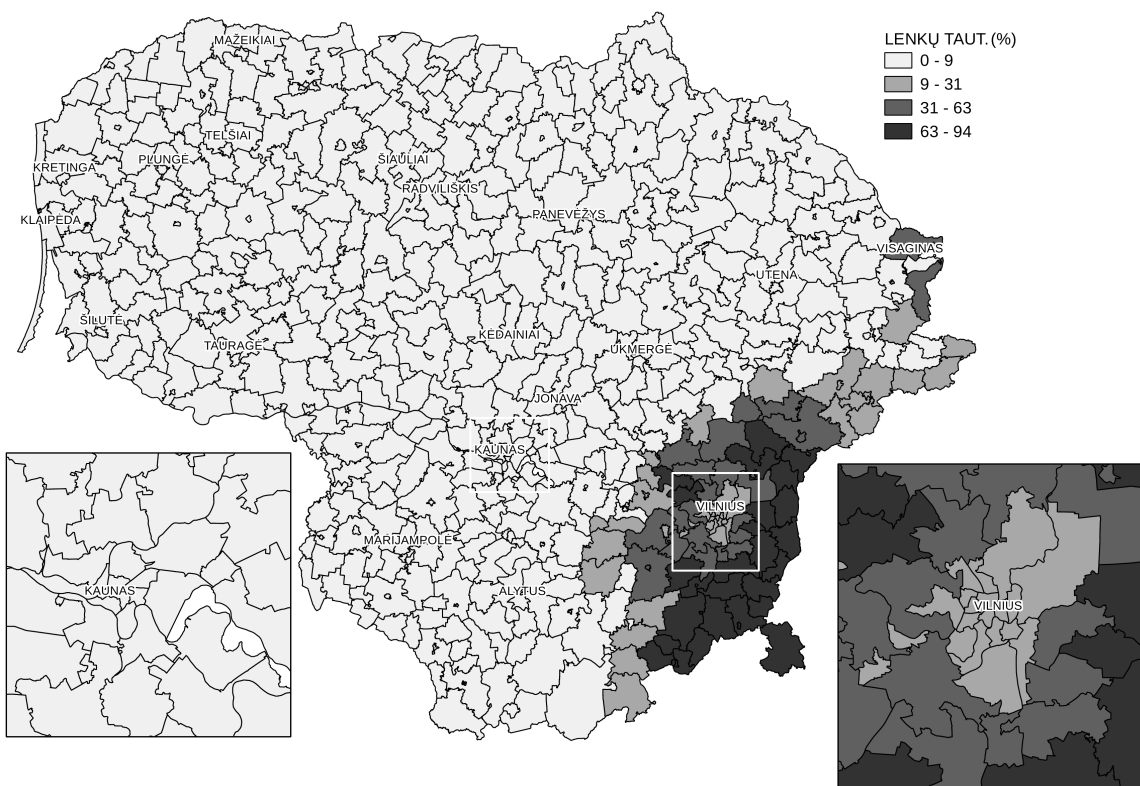 LENKŲ TAUT. (%)
0 - 9
9 - 31
31 - 63
63 - 94
MAŽEIKIAI
TELŠIAI
PLUNGĖ
ŠIAULIAI
KRETINGA
RADVILIŠKIS
KLAIPĖDA
PANEVĖŽYS
VISAGINAS
UTENA
ŠILUTĖ
TAURAGĖ
KĖDAINIAI
UKMERGĖ
JONAVA
KAUNAS
VILNIUS
MARIJAMPOLĖ
ALYTUS
KAUNAS
VILNIUS